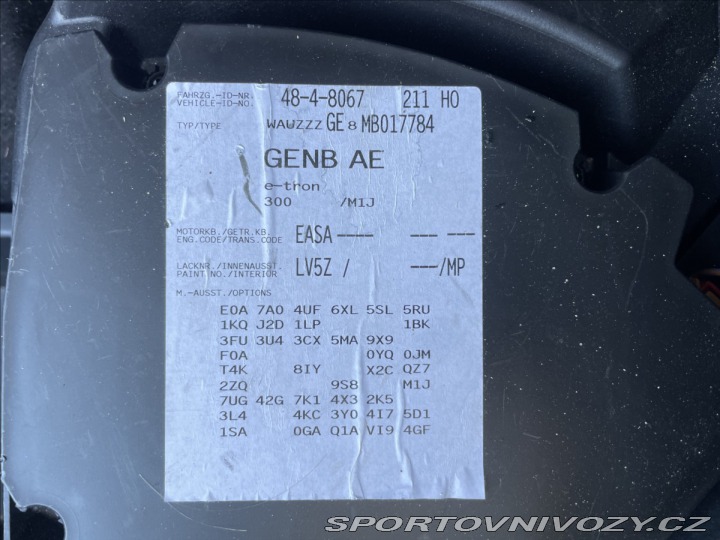 FAHRZG.-ID-NR. 48-4-8067 211 HO
VEHICLE-ID-NO.
TYP/TYPE WAUZZZ GE 8 MB017784
GENB AE
e-tron
300 /M1J
MOTORKB./GETR.KB. EASA ---- --- ---
ENG.CODE/TRANS.CODE
LACKNR./INNENAUSST. LV5Z / ---/MP
PAINT NO./INTERIOR
M.-AUSST./OPTIONS
E0A 7A0 4UF 6XL 5SL 5RU
1KQ J2D 1LP 1BK
3FU 3U4 3CX 5MA 9X9
F0A 0YQ 0JM
T4K 8IY X2C QZ7
2ZQ 9S8 M1J
7UG 42G 7K1 4X3 2K5
3L4 4KC 3Y0 4I7 5D1
1SA 0GA Q1A VI9 4GF
SPORTOVNIVOZY.CZ